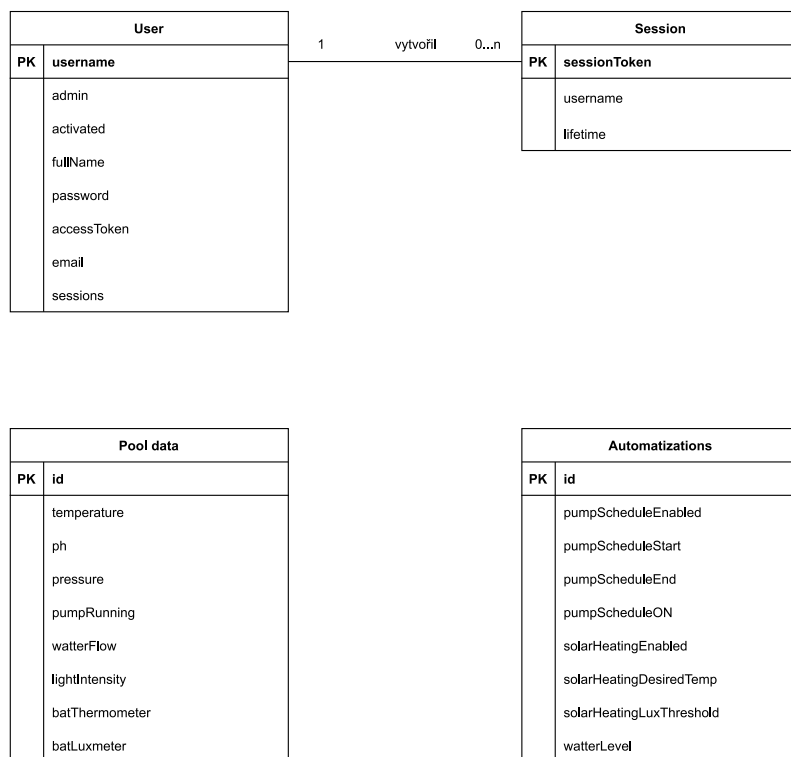 User
PK username
admin
activated
fullName
password
accessToken
email
sessions
1 vytvořil 0...n
Session
PK sessionToken
username
lifetime
Pool data
PK id
temperature
ph
pressure
pumpRunning
watterFlow
lightIntensity
batThermometer
batLuxmeter
Automatizations
PK id
pumpScheduleEnabled
pumpScheduleStart
pumpScheduleEnd
pumpScheduleON
solarHeatingEnabled
solarHeatingDesiredTemp
solarHeatingLuxThreshold
watterLevel